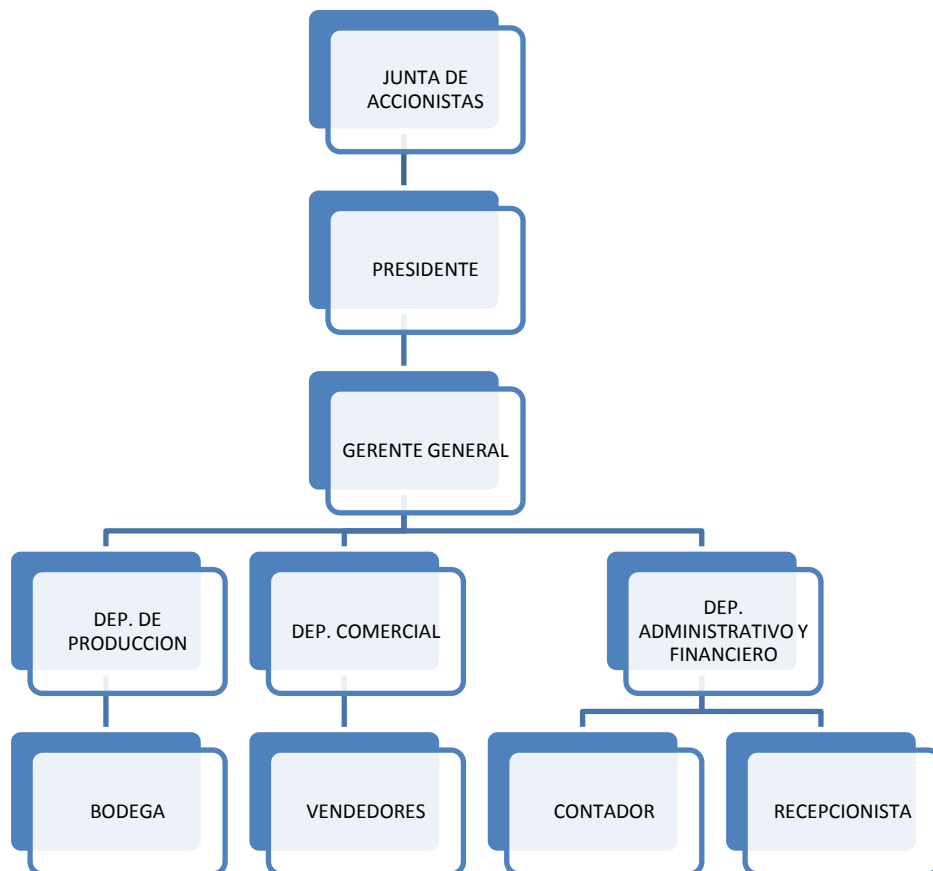 JUNTA DE
ACCIONISTAS
PRESIDENTE
GERENTE GENERAL
DEP. DE
PRODUCCION
DEP. COMERCIAL
DEP.
ADMINISTRATIVO Y
FINANCIERO
BODEGA
VENDEDORES
CONTADOR
RECEPCIONISTA